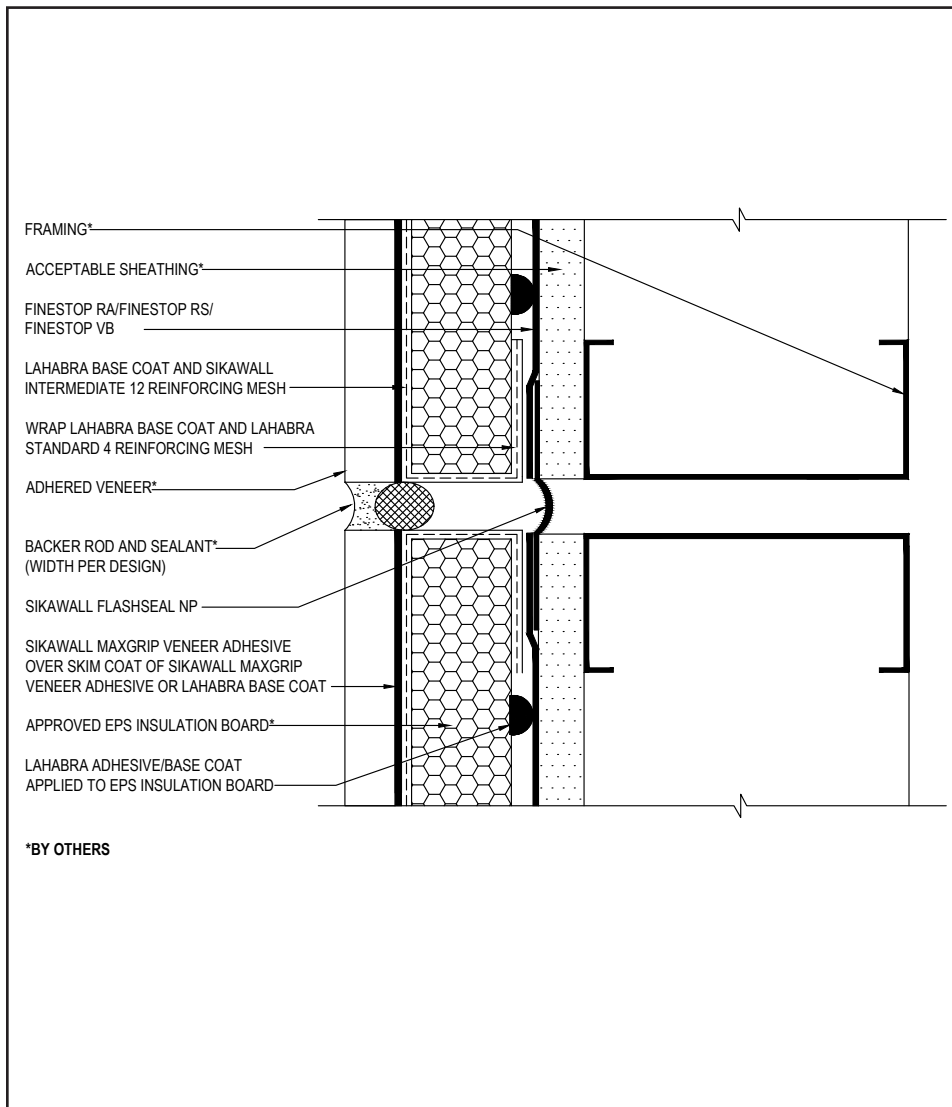 FRAMING*
ACCEPTABLE SHEATHING*
FINESTOP RA/FINESTOP RS/
FINESTOP VB
LAHABRA BASE COAT AND SIKAWALL
INTERMEDIATE 12 REINFORCING MESH
WRAP LAHABRA BASE COAT AND LAHABRA
STANDARD 4 REINFORCING MESH
ADHERED VENEER*
BACKER ROD AND SEALANT*
(WIDTH PER DESIGN)
SIKAWALL FLASHSEAL NP
SIKAWALL MAXGRIP VENEER ADHESIVE
OVER SKIM COAT OF SIKAWALL MAXGRIP
VENEER ADHESIVE OR LAHABRA BASE COAT
APPROVED EPS INSULATION BOARD*
LAHABRA ADHESIVE/BASE COAT
APPLIED TO EPS INSULATION BOARD
*BY OTHERS